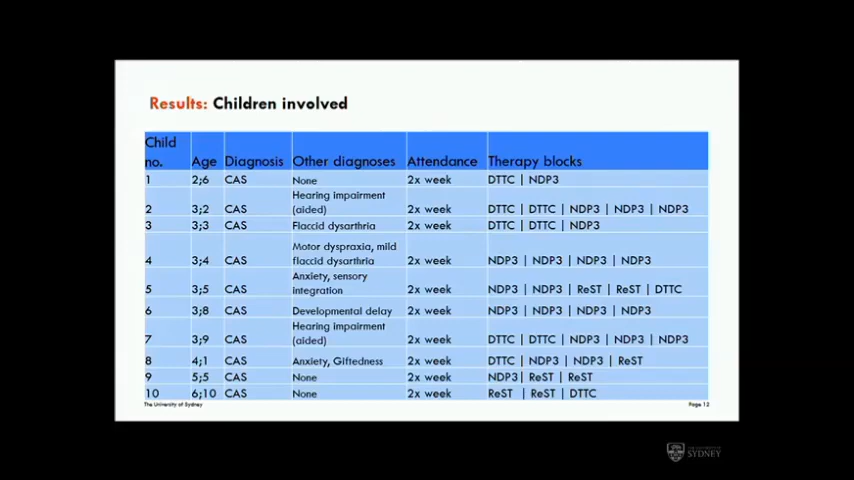 Results: Children involved
Child no. Age Diagnosis Other diagnoses Attendance Therapy blocks
1 2;6 CAS None 2x week DTTC | NDP3
2 3;2 CAS Hearing impairment (aided) 2x week DTTC | DTTC | NDP3 | NDP3 | NDP3
3 3;3 CAS Flaccid dysarthria 2x week DTTC | DTTC | NDP3
4 3;4 CAS Motor dyspraxia, mild flaccid dysarthria 2x week NDP3 | NDP3 | NDP3 | NDP3
5 3;5 CAS Anxiety, sensory integration 2x week NDP3 | NDP3 | ReST | ReST | DTTC
6 3;8 CAS Developmental delay 2x week NDP3 | NDP3 | NDP3 | NDP3
7 3;9 CAS Hearing impairment (aided) 2x week DTTC | DTTC | NDP3 | NDP3 | NDP3
8 4;1 CAS Anxiety, Giftedness 2x week DTTC | NDP3 | NDP3 | ReST
9 5;5 CAS None 2x week NDP3| ReST | ReST
10 6;10 CAS None 2x week ReST | ReST | DTTC
The University of Sydney Page 12
THE UNIVERSITY OF
SYDNEY